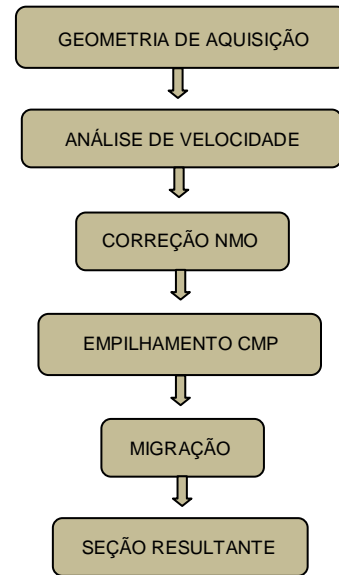 GEOMETRIA DE AQUISIÇÃO
ANÁLISE DE VELOCIDADE
CORREÇÃO NMO
EMPILHAMENTO CMP
MIGRAÇÃO
SEÇÃO RESULTANTE